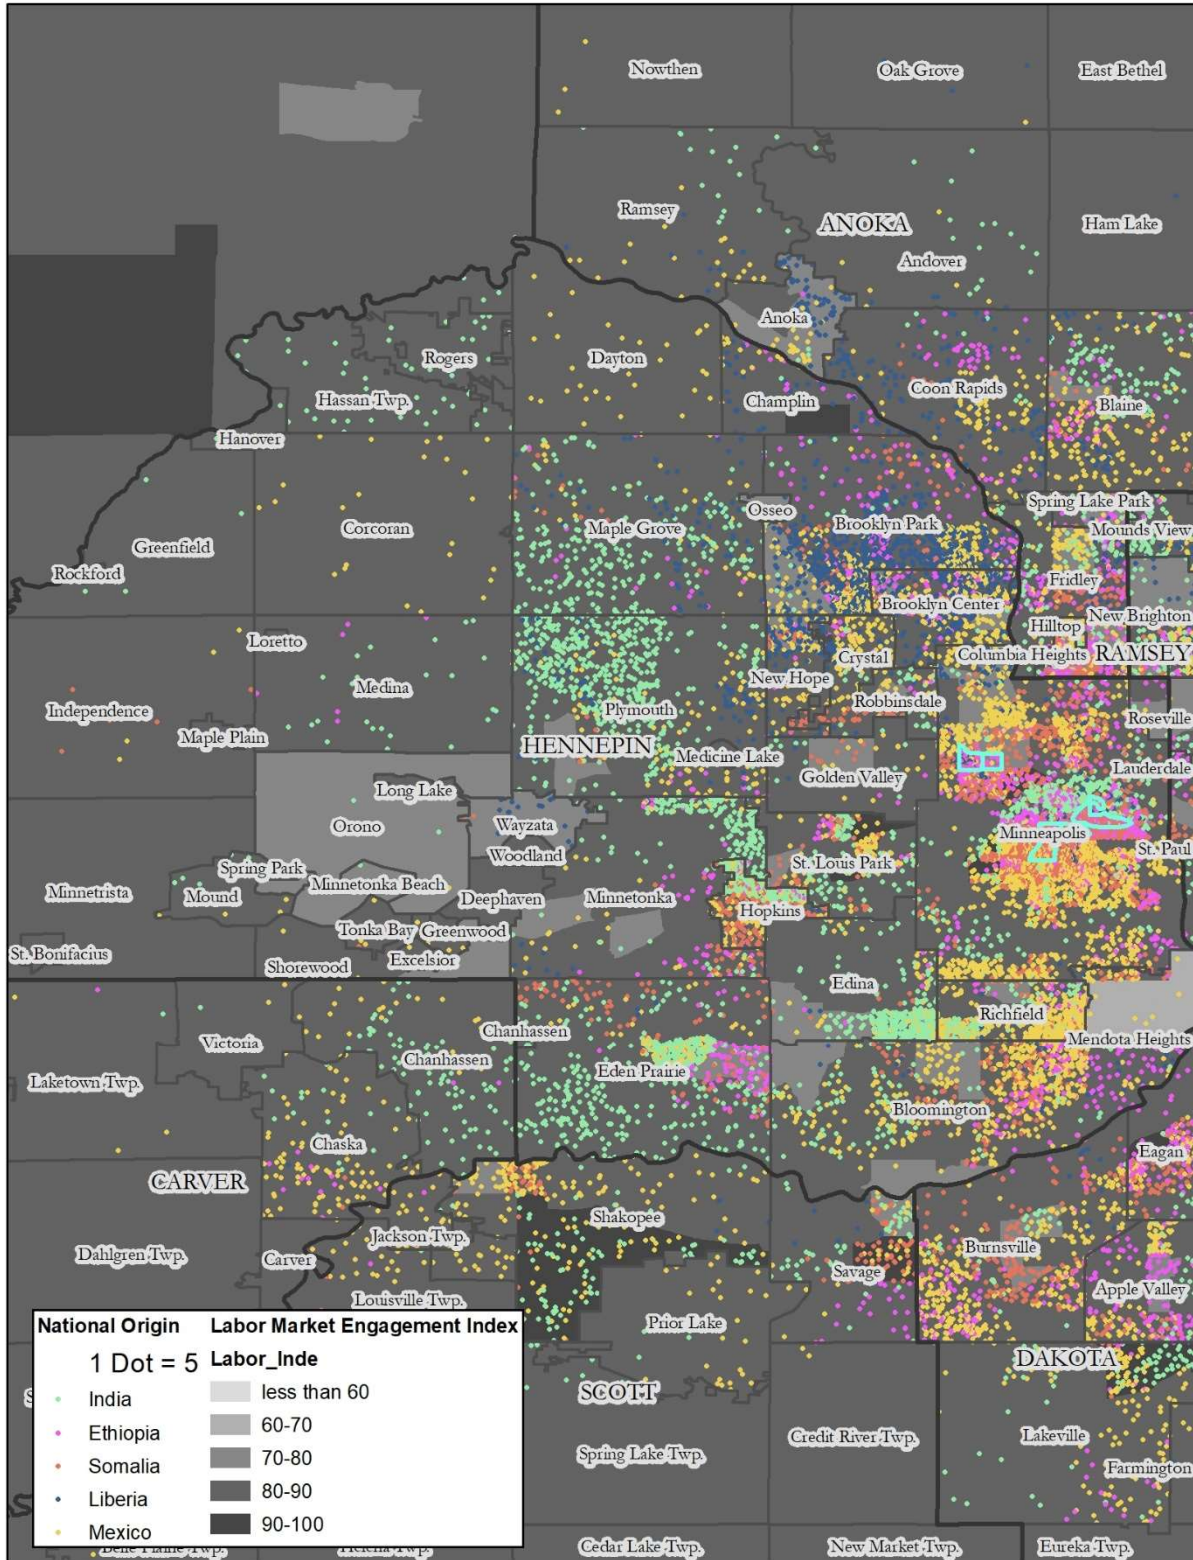 Nowthen
Oak Grove
East Bethel
Ramsey
ANOKA
Ham Lake
Andover
Anoka
Rogers
Dayton
Coon Rapids
Hassan Twp.
Champlin
Blaine
Hanover
Spring Lake Park
Osseo
Maple Grove
Brooklyn Park
Mounds View
Corcoran
Greenfield
Rockford
Fridley
Brooklyn Center
New Brighton
Hilltop
Loretto
Crystal
Columbia Heights
RAMSEY
Medina
New Hope
Robbinsdale
Independence
Plymouth
Roseville
Maple Plain
HENNEPIN
Medicine Lake
Golden Valley
Lauderdale
Long Lake
Orono
Wayzata
Minneapolis
St. Paul
Woodland
St. Louis Park
Spring Park
Minnetonka Beach
Minnetrista
Mound
Deephaven
Minnetonka
Hopkins
Tonka Bay
Greenwood
St. Bonifacius
Excelsior
Shorewood
Edina
Richfield
Chanhassen
Victoria
Mendota Heights
Chanhassen
Laketown Twp.
Eden Prairie
Bloomington
Chaska
Eagan
CARVER
Shakopee
Jackson Twp.
Burnsville
Dahlgren Twp.
Carver
Savage
Apple Valley
Louisville Twp.
Prior Lake
DAKOTA
SCOTT
Credit River Twp.
Lakeville
Spring Lake Twp.
Farmington
Belle Plaine Twp.
Helena Twp.
Cedar Lake Twp.
New Market Twp.
Eureka Twp.
National Origin
1 Dot = 5
India
Ethiopia
Somalia
Liberia
Mexico
Labor Market Engagement Index
Labor_Inde
less than 60
60-70
70-80
80-90
90-100